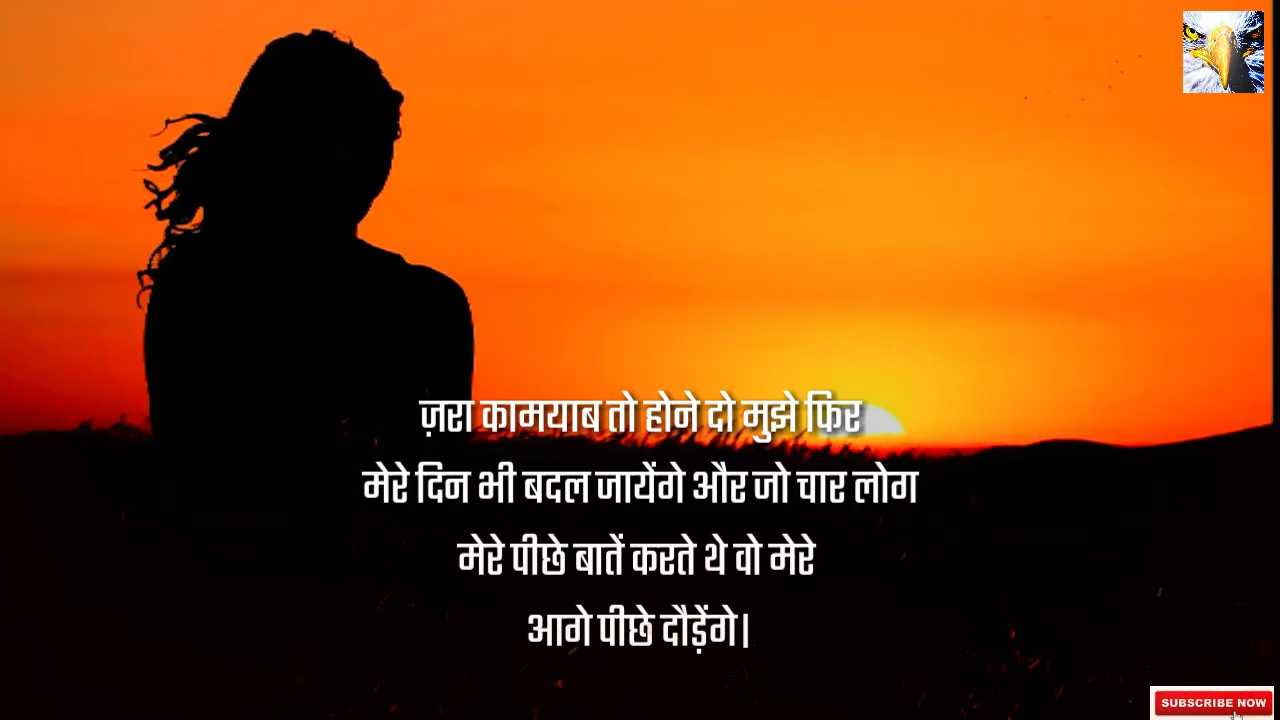 ज़रा कामयाब तो होने दो मुझे फिर
मेरे दिन भी बदल जायेंगे और जो चार लोग
मेरे पीछे बातें करते थे वो मेरे
आगे पीछे दौड़ेंगे।
SUBSCRIBE NOW